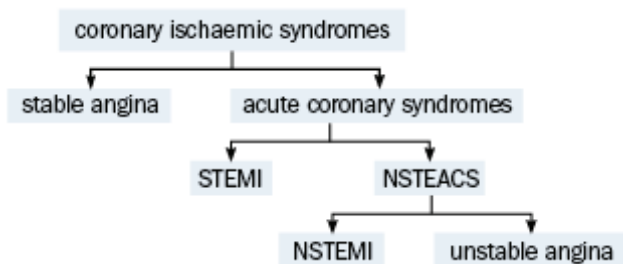 coronary ischaemic syndromes
stable angina
acute coronary syndromes
STEMI
NSTEACS
NSTEMI
unstable angina